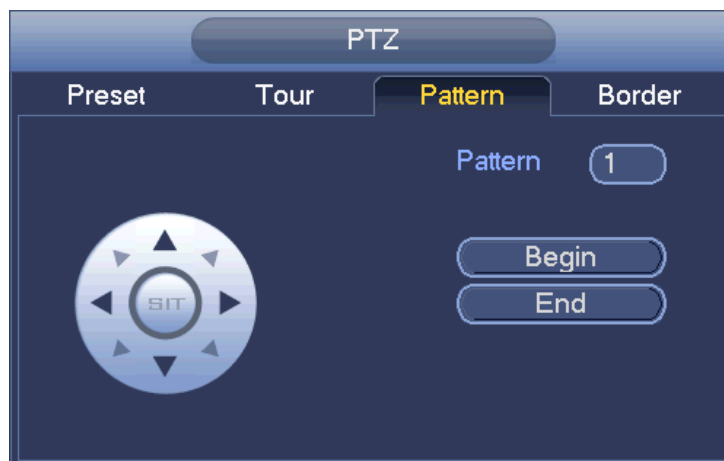 PTZ
Preset Tour Pattern Border
Pattern 1
Begin
SIT
End